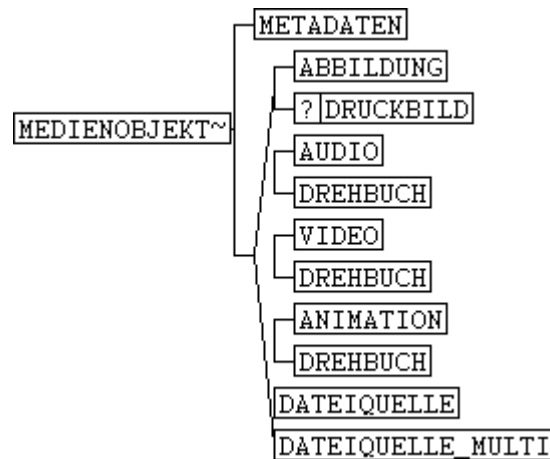 METADATEN
ABBILDUNG
? DRUCKBILD
MEDIENOBJEKT~
AUDIO
DREHBUCH
VIDEO
DREHBUCH
ANIMATION
DREHBUCH
DATEIQUELLE
DATEIQUELLE_MULTI